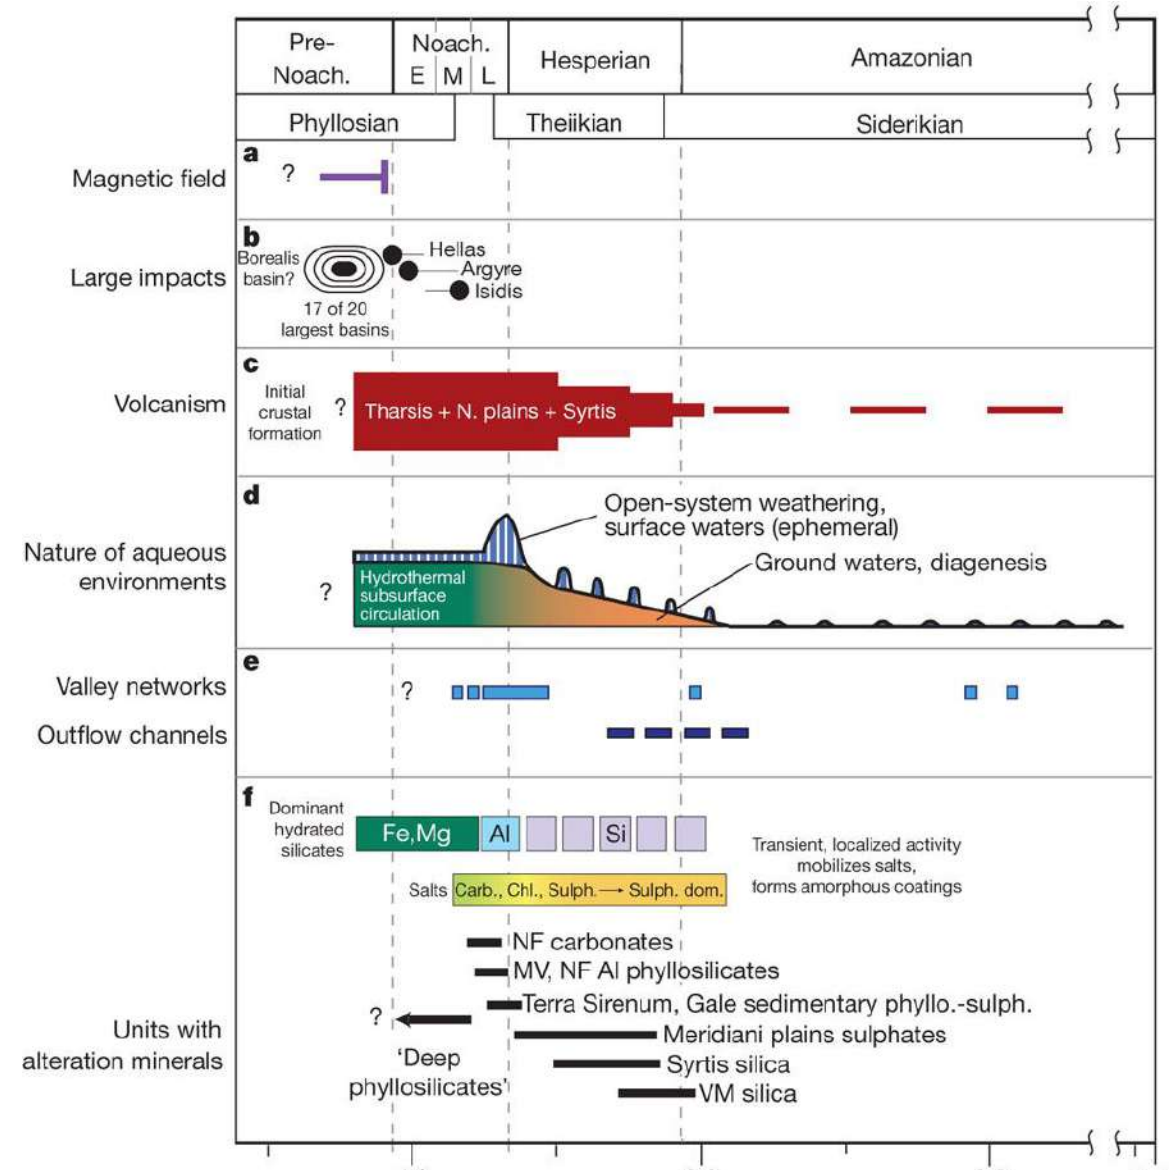 Pre-
Noach.
Noach.
E M L
Hesperian
Amazonian
Phyllosian
Theiikian
Siderikian
a
Magnetic field
?
b
Large impacts
Borealis
basin?
Hellas
Argyre
Isidis
17 of 20
largest basins
c
Volcanism
Initial
crustal
formation
?
Tharsis + N. plains + Syrtis
d
Nature of aqueous
environments
?
Open-system weathering,
surface waters (ephemeral)
Ground waters, diagenesis
Hydrothermal
subsurface
circulation
e
Valley networks
?
Outflow channels
f
Dominant
hydrated
silicates
Fe,Mg
Al
Si
Transient, localized activity
mobilizes salts,
forms amorphous coatings
Salts
Carb., Chl., Sulph. → Sulph. dom.
NF carbonates
MV, NF Al phyllosilicates
Terra Sirenum, Gale sedimentary phyllo.-sulph.
?
Units with
alteration minerals
Meridiani plains sulphates
'Deep
phyllosilicates'
Syrtis silica
VM silica